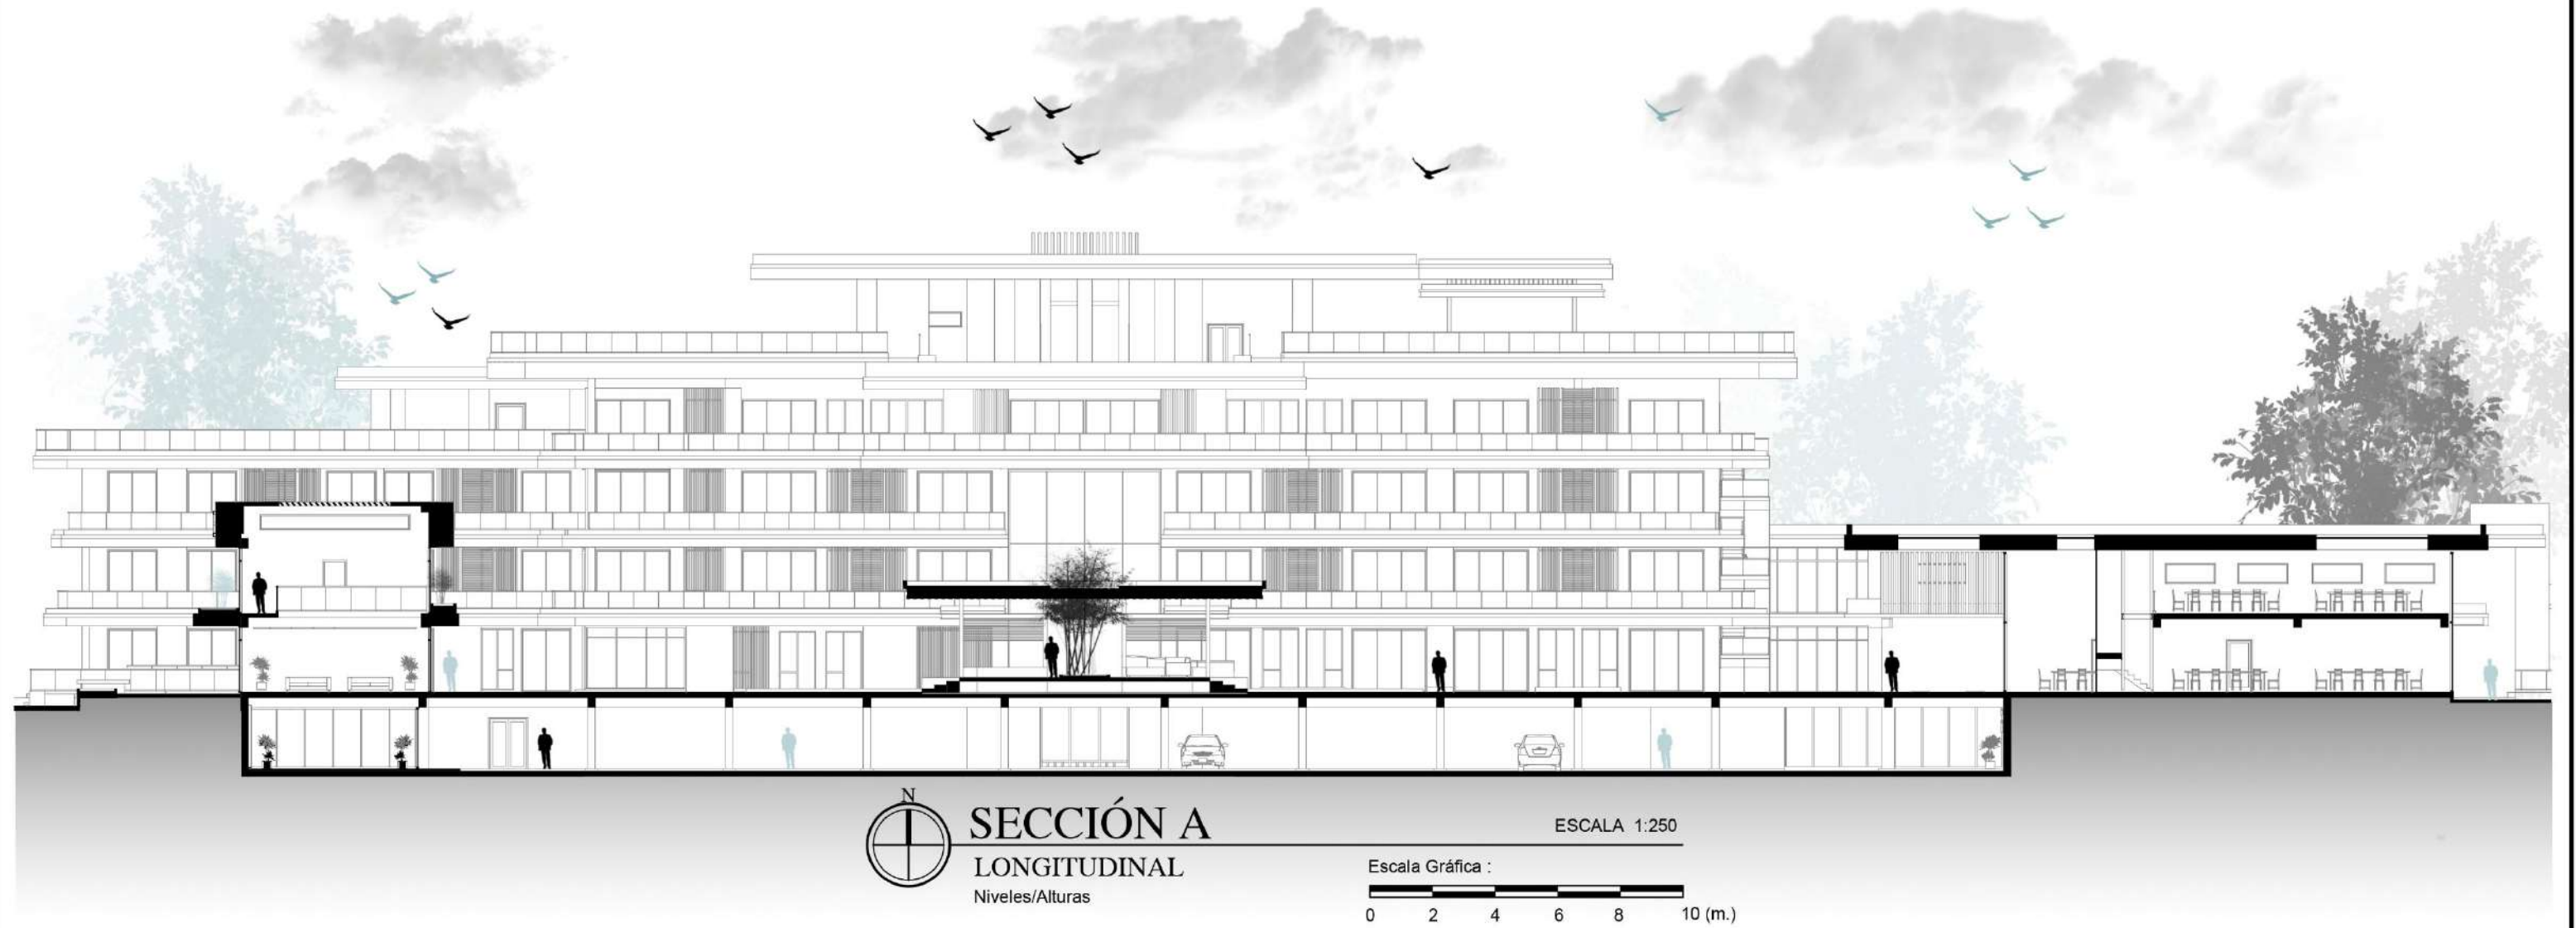 N
SECCIÓN A
ESCALA 1:250
LONGITUDINAL
Niveles/Alturas
Escala Gráfica :
0 2 4 6 8 10 (m.)